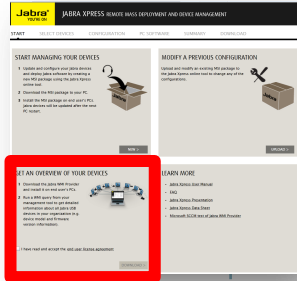 Jabra
YOU'RE ON
JABRA XPRESS REMOTE MASS DEPLOYMENT AND DEVICE MANAGEMENT
START
SELECT DEVICES
CONFIGURATION
PC SOFTWARE
SUMMARY
DOWNLOAD
START MANAGING YOUR DEVICES
1 Update and configure your Jabra devices
and deploy Jabra software by creating a
new MSI package using the Jabra Xpress
online tool.
2 Download the MSI package to your PC.
3 Install the MSI package on end user's PCs.
Jabra devices will be updated after the next
PC restart.
NEW >
MODIFY A PREVIOUS CONFIGURATION
Upload and modify an existing MSI package to
the Jabra Xpress online tool to change any of the
configurations.
UPLOAD >
GET AN OVERVIEW OF YOUR DEVICES
1 Download the Jabra WMI Provider
and install it on end user's PCs.
2 Run a WMI query from your
management tool to get detailed
information about all Jabra USB
devices in your organization (e.g.
device model and firmware
version information).
I have read and accept the end user license agreement
DOWNLOAD >
LEARN MORE
Jabra Xpress User Manual
FAQ
Jabra Xpress Presentation
Jabra Xpress Data Sheet
Microsoft SCCM test of Jabra WMI Provider